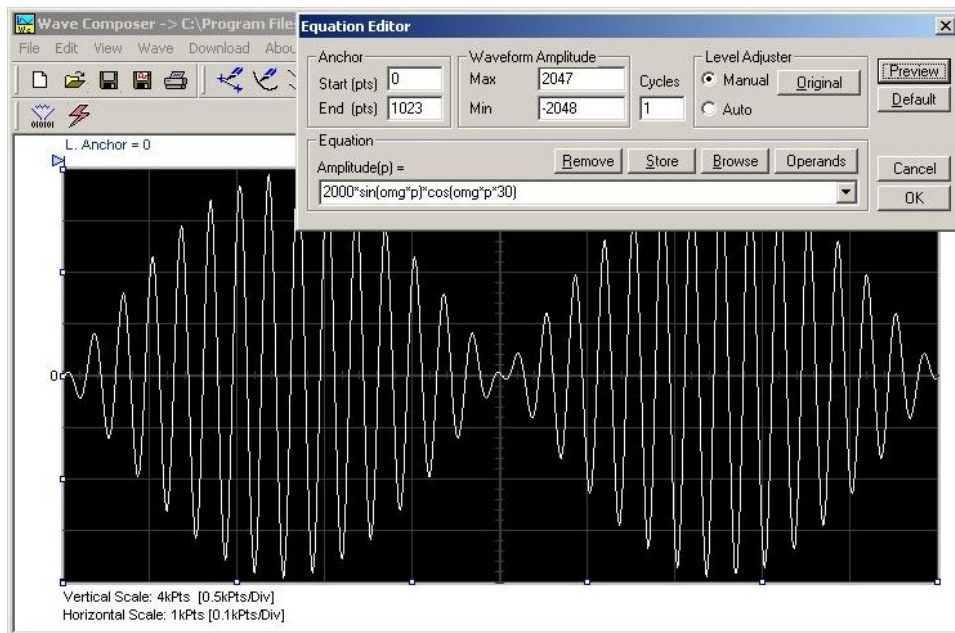 Wave Composer -> C:\Program File
File Edit View Wave Download Abou
010101
L. Anchor = 0
0
Vertical Scale: 4kPts [0.5kPts/Div]
Horizontal Scale: 1kPts [0.1kPts/Div]
Equation Editor
Anchor
Start (pts) 0
End (pts) 1023
Waveform Amplitude
Max 2047
Min -2048
Cycles
1
Level Adjuster
Manual Original
Auto
Preview
Default
Cancel
OK
Equation
Remove Store Browse Operands
Amplitude(p) =
2000*sin(omg*p)*cos(omg*p*30)